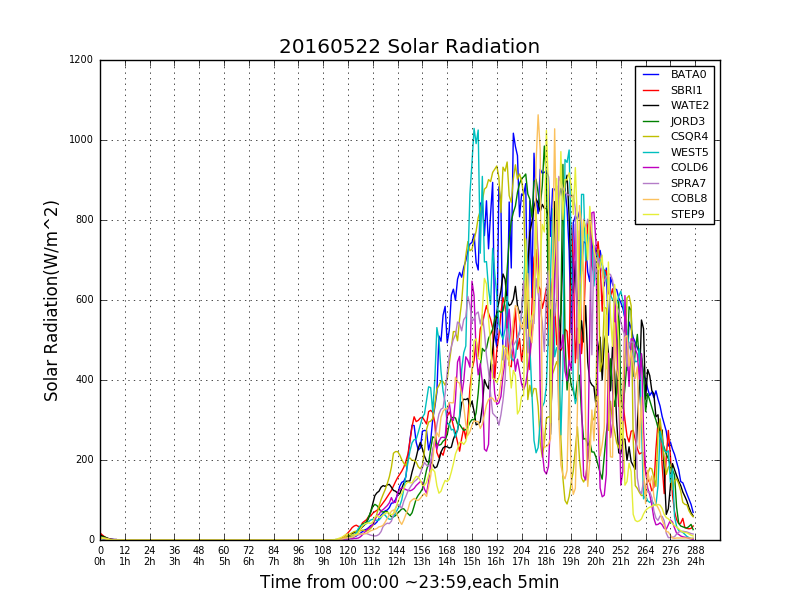 20160522 Solar Radiation
1200
1000
800
600
400
200
0
Solar Radiation(W/m^2)
BATA0
SBRI1
WATE2
JORD3
CSQR4
WEST5
COLD6
SPRA7
COBL8
STEP9
0 12 24 36 48 60 72 84 96 108 120 132 144 156 168 180 192 204 216 228 240 252 264 276 288
0h 1h 2h 3h 4h 5h 6h 7h 8h 9h 10h 11h 12h 13h 14h 15h 16h 17h 18h 19h 20h 21h 22h 23h 24h
Time from 00:00 ~23:59,each 5min